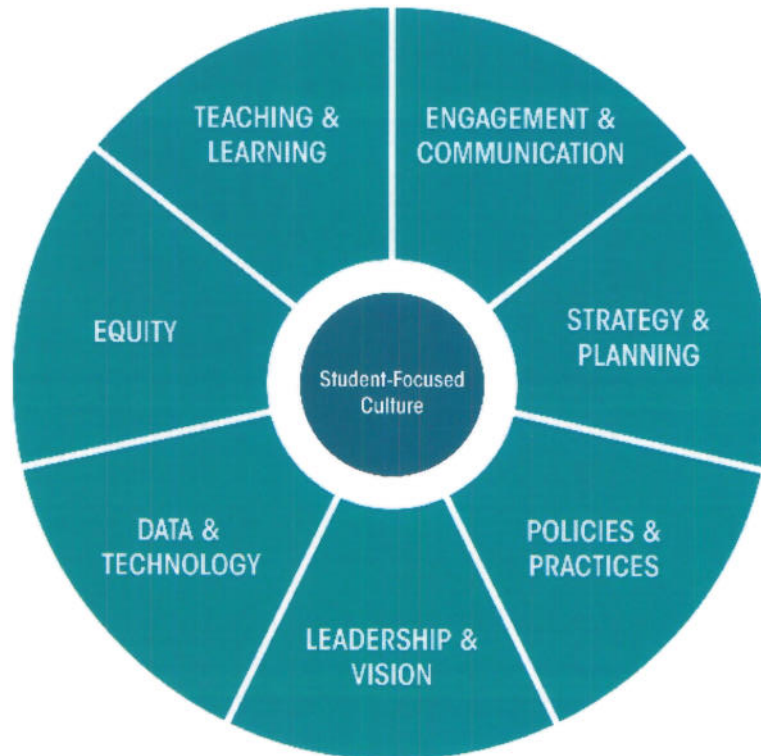 TEACHING &
LEARNING
ENGAGEMENT &
COMMUNICATION
STRATEGY &
PLANNING
POLICIES &
PRACTICES
LEADERSHIP &
VISION
DATA &
TECHNOLOGY
EQUITY
Student-Focused
Culture